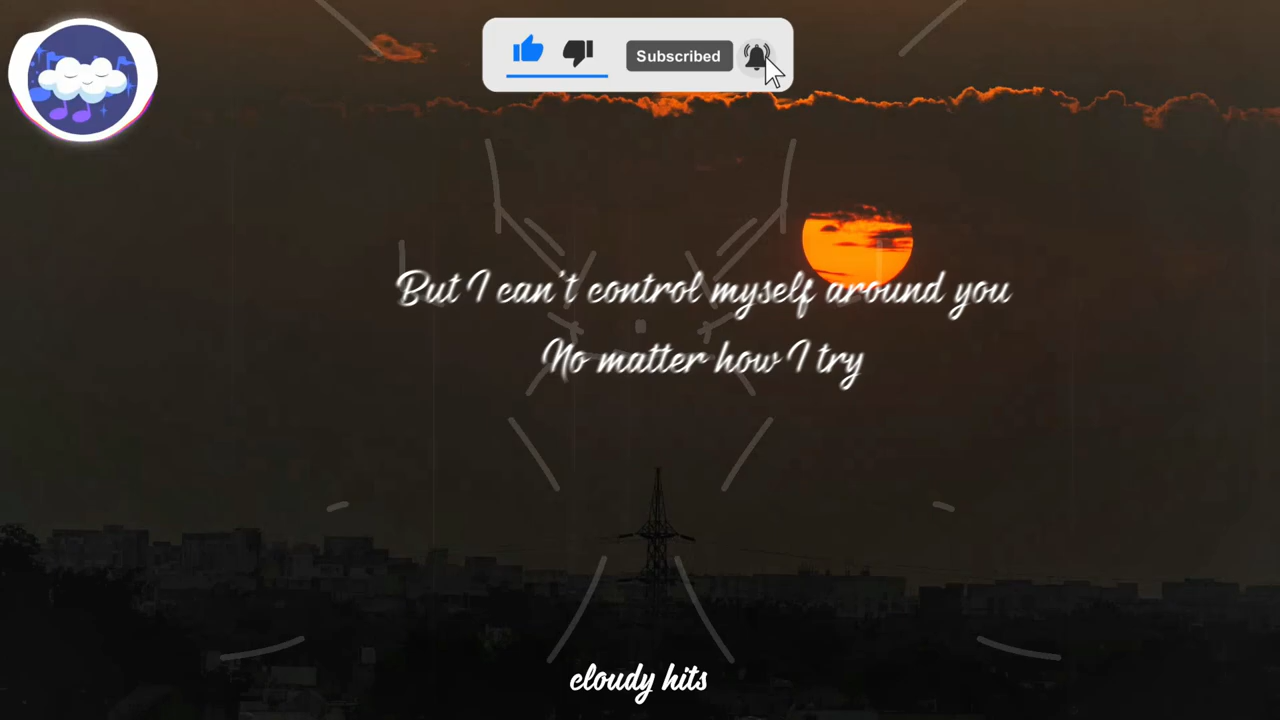 Subscribed
But I can't control myself around you
No matter how I try
cloudy hits